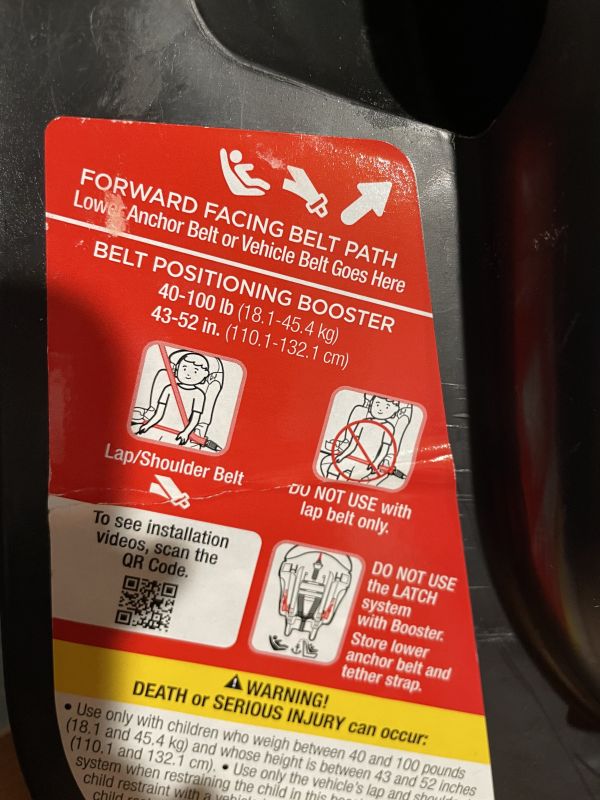 FORWARD FACING BELT PATH
Lower Anchor Belt or Vehicle Belt Goes Here
BELT POSITIONING BOOSTER
40-100 lb (18.1-45.4 kg)
43-52 in. (110.1-132.1 cm)
Lap/Shoulder Belt
DO NOT USE with
lap belt only.
To see installation
videos, scan the
QR Code.
DO NOT USE
the LATCH
system
with Booster.
Store lower
anchor belt and
tether strap.
WARNING!
DEATH or SERIOUS INJURY can occur:
• Use only with children who weigh between 40 and 100 pounds
(18.1 and 45.4 kg) and whose height is between 43 and 52 inches
(110.1 and 132.1 cm). • Use only the vehicle's lap and shoulder
system when restraining the child in this
child restraint with a
child